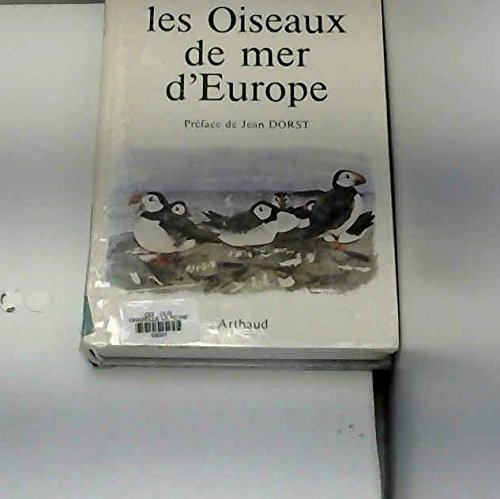 les Oiseaux
de mer
d'Europe
Préface de Jean DORST
Arthaud